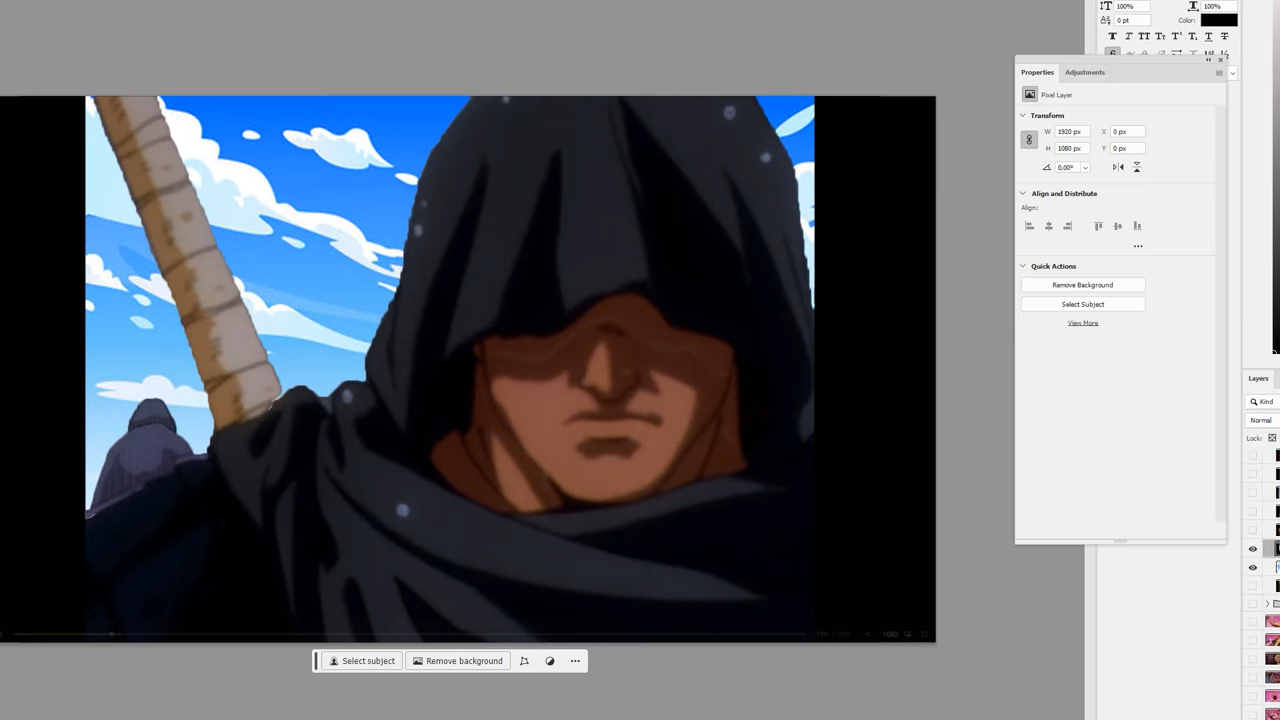 100% 100%
0 pt Color:
Properties Adjustments
Pixel Layer
Transform
W 1920 px X 0 px
H 1080 px Y 0 px
0,00°
Align and Distribute
Align:
Quick Actions
Remove Background
Select Subject
View More
Layers
Kind
Normal
Lock:
1080
Select subject Remove background